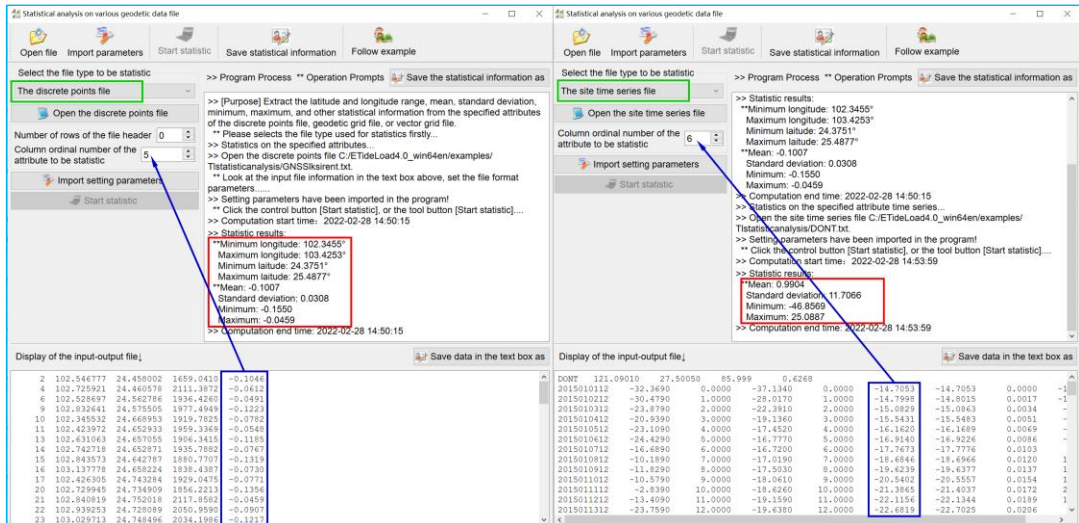 Statistical analysis on various geodetic data file
Open file Import parameters Start statistic Save statistical information Follow example
Select the file type to be statistic
The discrete points file
Open the discrete points file
Number of rows of the file header 0
Column ordinal number of the
attribute to be statistic 5
Import setting parameters
Start statistic
>> Program Process ** Operation Prompts Save the statistical information as
>> [Purpose] Extract the latitude and longitude range, mean, standard deviation,
minimum, maximum, and other statistical information from the specified attributes
of the discrete points file, geodetic grid file, or vector grid file.
** Please selects the file type used for statistics firstly...
>> Statistics on the specified attributes...
>> Open the discrete points file C:/ETideLoad4.0_win64en/examples/
Tlstatisticanalysis/GNSSlksirent.txt.
** Look at the input file information in the text box above, set the file format
parameters......
>> Setting parameters have been imported in the program!
** Click the control button [Start statistic], or the tool button [Start statistic]....
>> Computation start time: 2022-02-28 14:50:15
>> Statistic results:
**Minimum longitude: 102.3455°
Maximum longitude: 103.4253°
Minimum laitude: 24.3751°
Maximum laitude: 25.4877°
**Mean: -0.1007
Standard deviation: 0.0308
Minimum: -0.1550
Maximum: -0.0459
>> Computation end time: 2022-02-28 14:50:15
Display of the input-output file↓ Save data in the text box as
2 102.546777 24.458002 1659.0410 -0.1046
4 102.725921 24.460578 2111.3872 -0.0612
6 102.528697 24.562786 1936.4260 -0.0491
9 102.832641 24.575505 1977.4949 -0.1223
10 102.345532 24.668953 1919.7825 -0.0782
11 102.423972 24.652933 1959.3369 -0.0548
13 102.631063 24.657055 1906.3415 -0.1185
14 102.742718 24.652871 1935.7882 -0.0767
15 102.843573 24.642787 1880.7707 -0.1319
16 103.137778 24.658224 1838.4387 -0.0730
17 102.426305 24.743284 1929.0475 -0.0771
20 102.729945 24.734909 1856.2213 -0.1356
21 102.840819 24.752018 2117.8582 -0.0459
22 102.939253 24.728089 2050.9590 -0.0907
23 103.029713 24.748496 2034.1986 -0.1217
Statistical analysis on various geodetic data file
Open file Import parameters Start statistic Save statistical information Follow example
Select the file type to be statistic
The site time series file
Open the site time series file
Column ordinal number of the
attribute to be statistic 6
Import setting parameters
Start statistic
>> Program Process ** Operation Prompts Save the statistical information as
>> Statistic results:
**Minimum longitude: 102.3455°
Maximum longitude: 103.4253°
Minimum laitude: 24.3751°
Maximum laitude: 25.4877°
**Mean: -0.1007
Standard deviation: 0.0308
Minimum: -0.1550
Maximum: -0.0459
>> Computation end time: 2022-02-28 14:50:15
>> Statistics on the specified attribute time series...
>> Open the site time series file C:/ETideLoad4.0_win64en/examples/
Tlstatisticanalysis/DONT.txt.
>> Setting parameters have been imported in the program!
** Click the control button [Start statistic], or the tool button [Start statistic]....
>> Computation start time: 2022-02-28 14:53:59
>> Statistic results:
**Mean: 0.9904
Standard deviation: 11.7066
Minimum: -46.8569
Maximum: 25.0887
>> Computation end time: 2022-02-28 14:53:59
Display of the input-output file↓ Save data in the text box as
DONT 121.09010 27.50050 85.999 0.6268
2015010112 -32.3690 0.0000 -37.1340 0.0000 -14.7053 -14.7053 0.0000 -1
2015010212 -30.4790 1.0000 -28.0170 1.0000 -14.7998 -14.8015 0.0017 -1
2015010312 -23.8790 2.0000 -22.3910 2.0000 -15.0829 -15.0863 0.0034 -
2015010412 -20.9390 3.0000 -19.1360 3.0000 -15.5431 -15.5483 0.0051 -
2015010512 -23.1090 4.0000 -17.4520 4.0000 -16.1620 -16.1689 0.0069 -
2015010612 -24.4290 5.0000 -16.7770 5.0000 -16.9140 -16.9226 0.0086 -
2015010712 -16.6890 6.0000 -16.7200 6.0000 -17.7673 -17.7776 0.0103
2015010812 -10.1890 7.0000 -17.0190 7.0000 -18.6846 -18.6966 0.0120 1
2015010912 -11.8290 8.0000 -17.5030 8.0000 -19.6239 -19.6377 0.0137 1
2015011012 -10.5790 9.0000 -18.0610 9.0000 -20.5402 -20.5557 0.0154 1
2015011112 -2.8390 10.0000 -18.6260 10.0000 -21.3865 -21.4037 0.0172 2
2015011212 -13.4090 11.0000 -19.1590 11.0000 -22.1156 -22.1344 0.0189 1
2015011312 -23.7590 12.0000 -19.6380 12.0000 -22.6819 -22.7025 0.0206